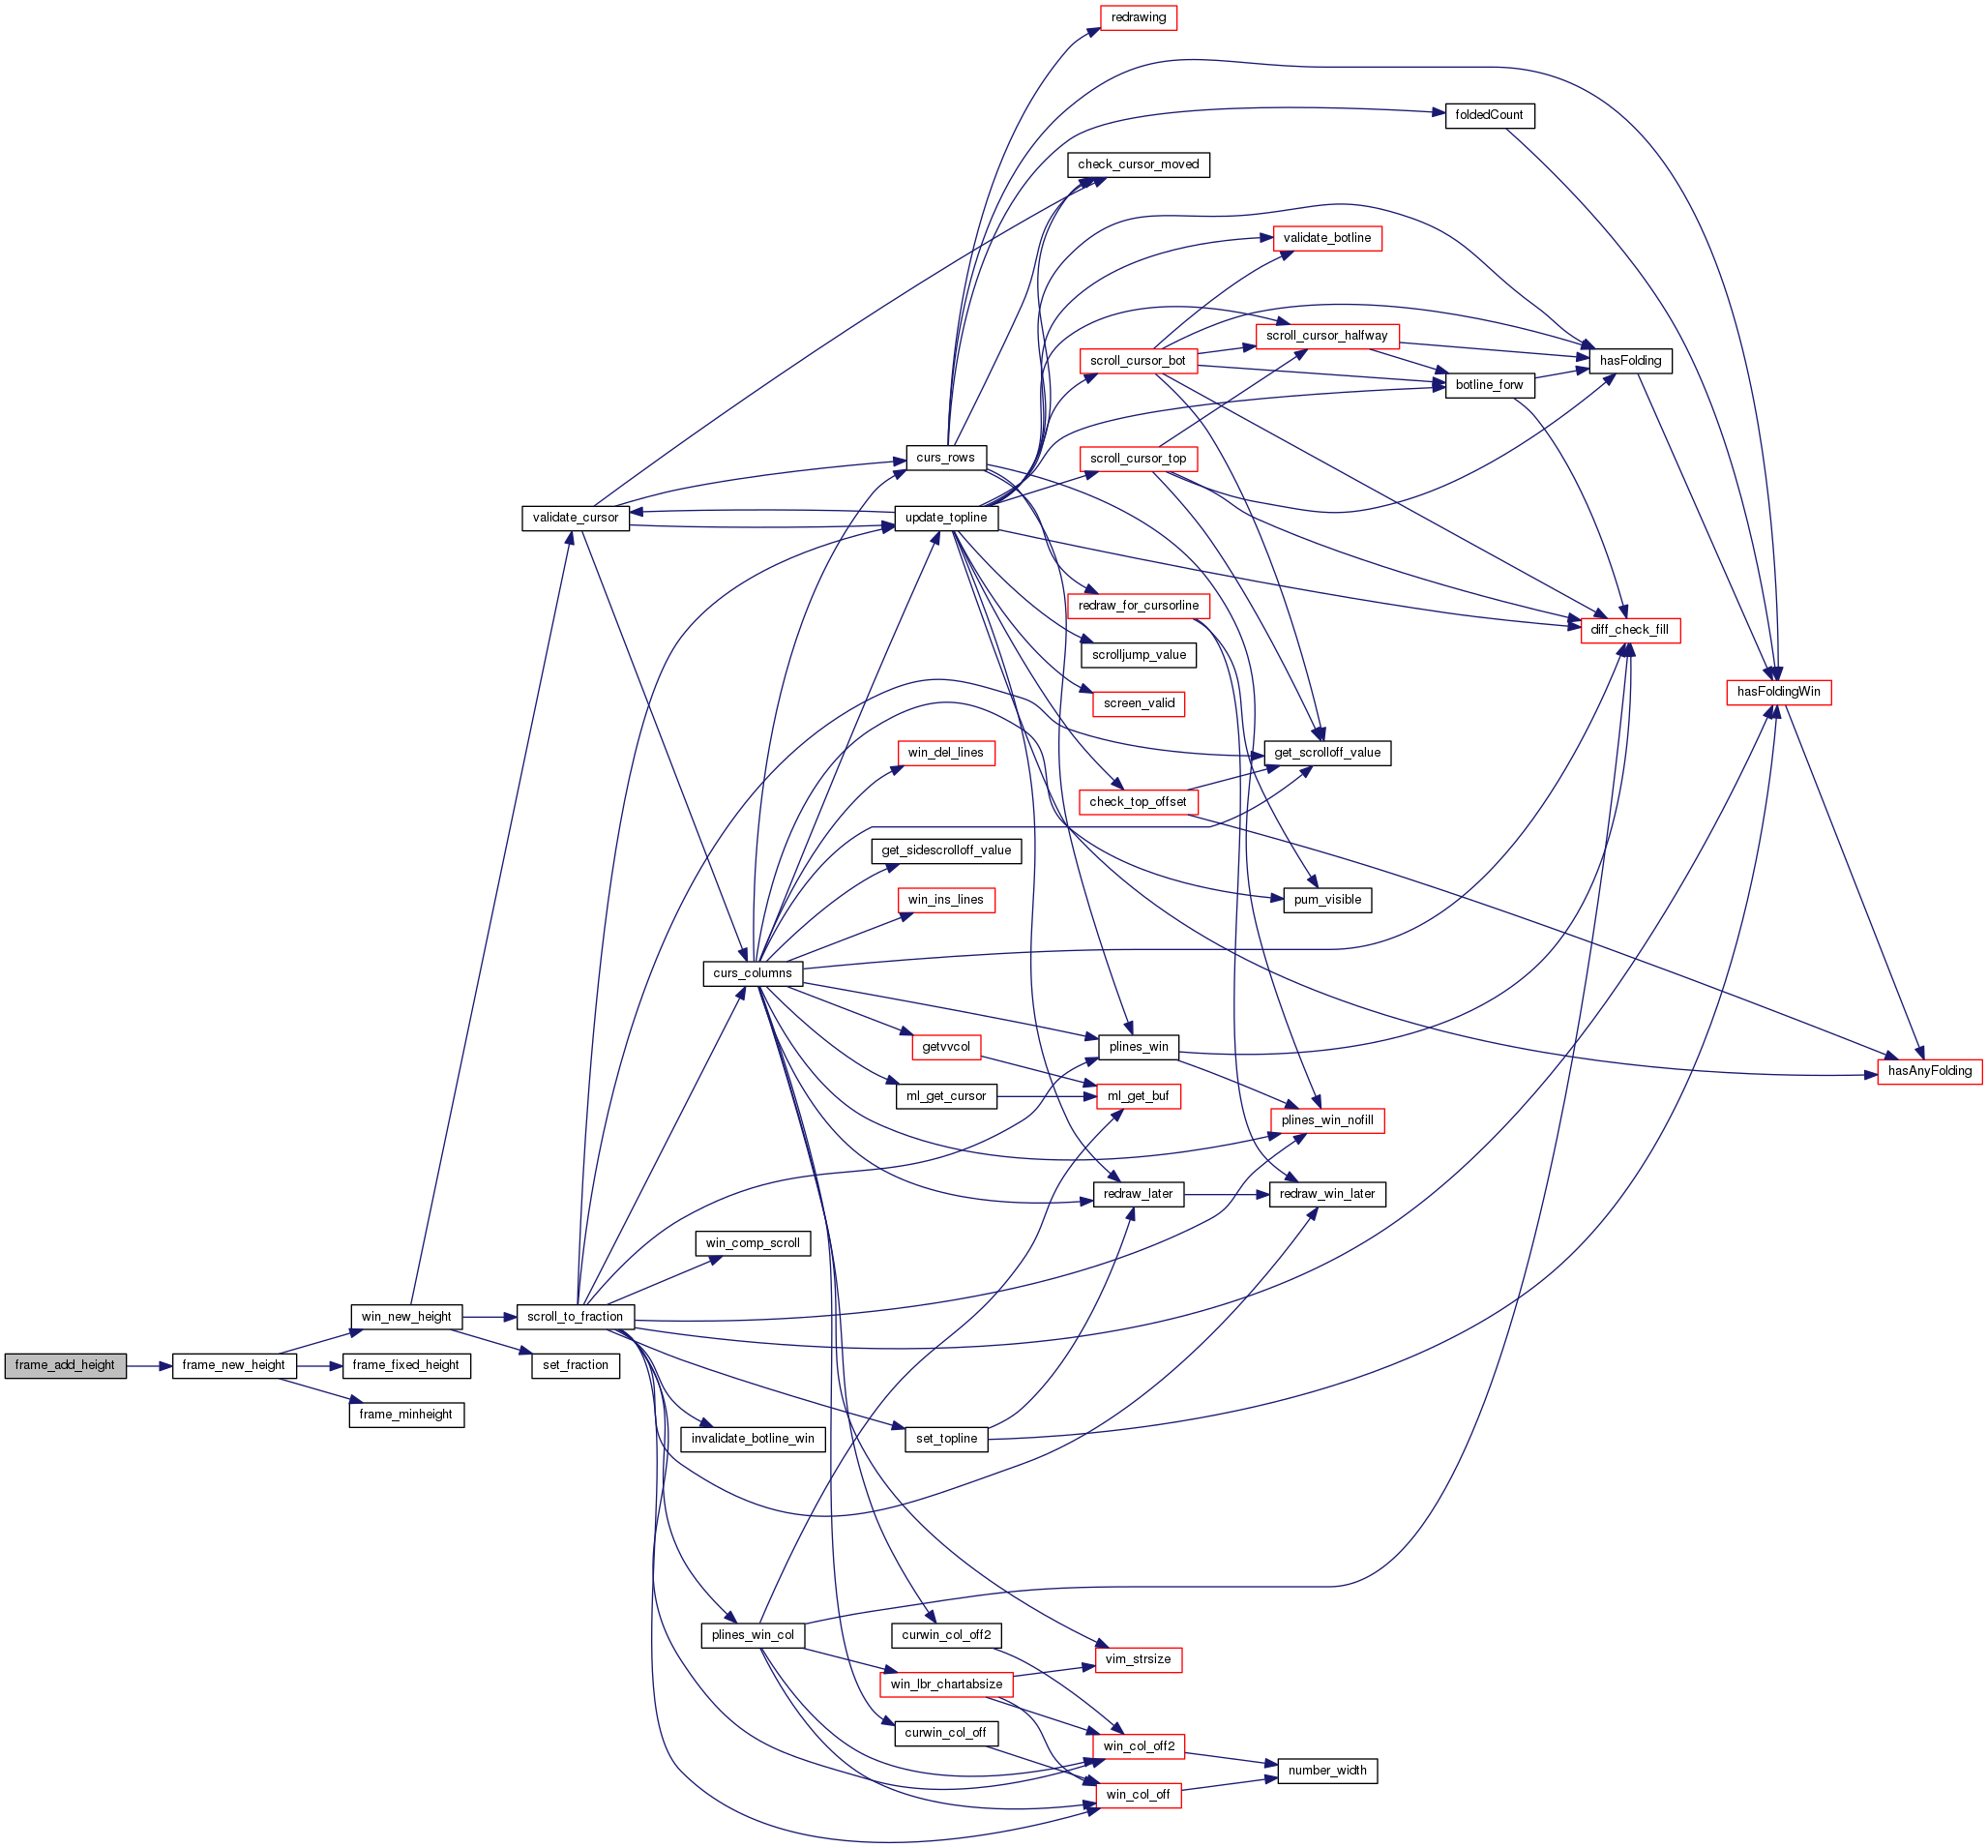 redrawing
foldedCount
check_cursor_moved
validate_botline
scroll_cursor_halfway
scroll_cursor_bot
hasFolding
botline_forw
curs_rows
scroll_cursor_top
validate_cursor
update_topline
redraw_for_cursorline
diff_check_fill
scrolljump_value
hasFoldingWin
screen_valid
win_del_lines
get_scrolloff_value
check_top_offset
get_sidescrolloff_value
win_ins_lines
pum_visible
curs_columns
getvvcol
plines_win
hasAnyFolding
ml_get_cursor
ml_get_buf
plines_win_nofill
redraw_later
redraw_win_later
win_comp_scroll
win_new_height
scroll_to_fraction
frame_add_height
frame_new_height
frame_fixed_height
set_fraction
frame_minheight
invalidate_botline_win
set_topline
plines_win_col
curwin_col_off2
vim_strsize
win_lbr_chartabsize
curwin_col_off
win_col_off2
number_width
win_col_off